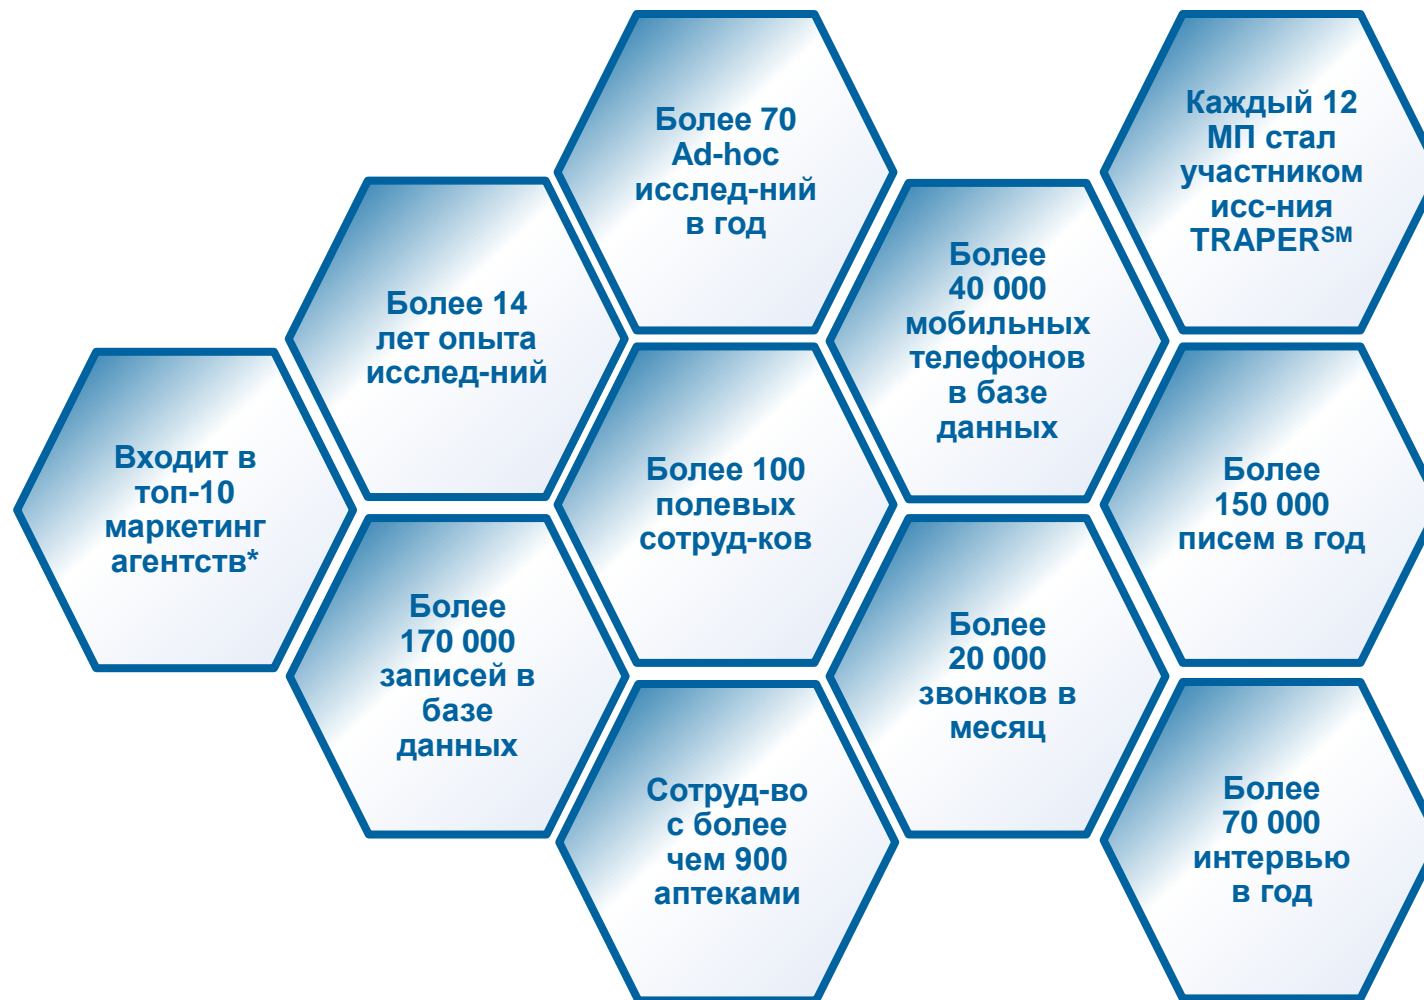 Входит в
топ-10
маркетинг
агентств*
Более 14
лет опыта
исслед-ний
Более
170 000
записей в
базе
данных
Более 70
Ad-hoc
исслед-ний
в год
Более 100
полевых
сотруд-ков
Сотруд-во
с более
чем 900
аптеками
Более
40 000
мобильных
телефонов
в базе
данных
Более
20 000
звонков в
месяц
Каждый 12
МП стал
участником
исс-ния
TRAPER℠
Более
150 000
писем в год
Более
70 000
интервью
в год